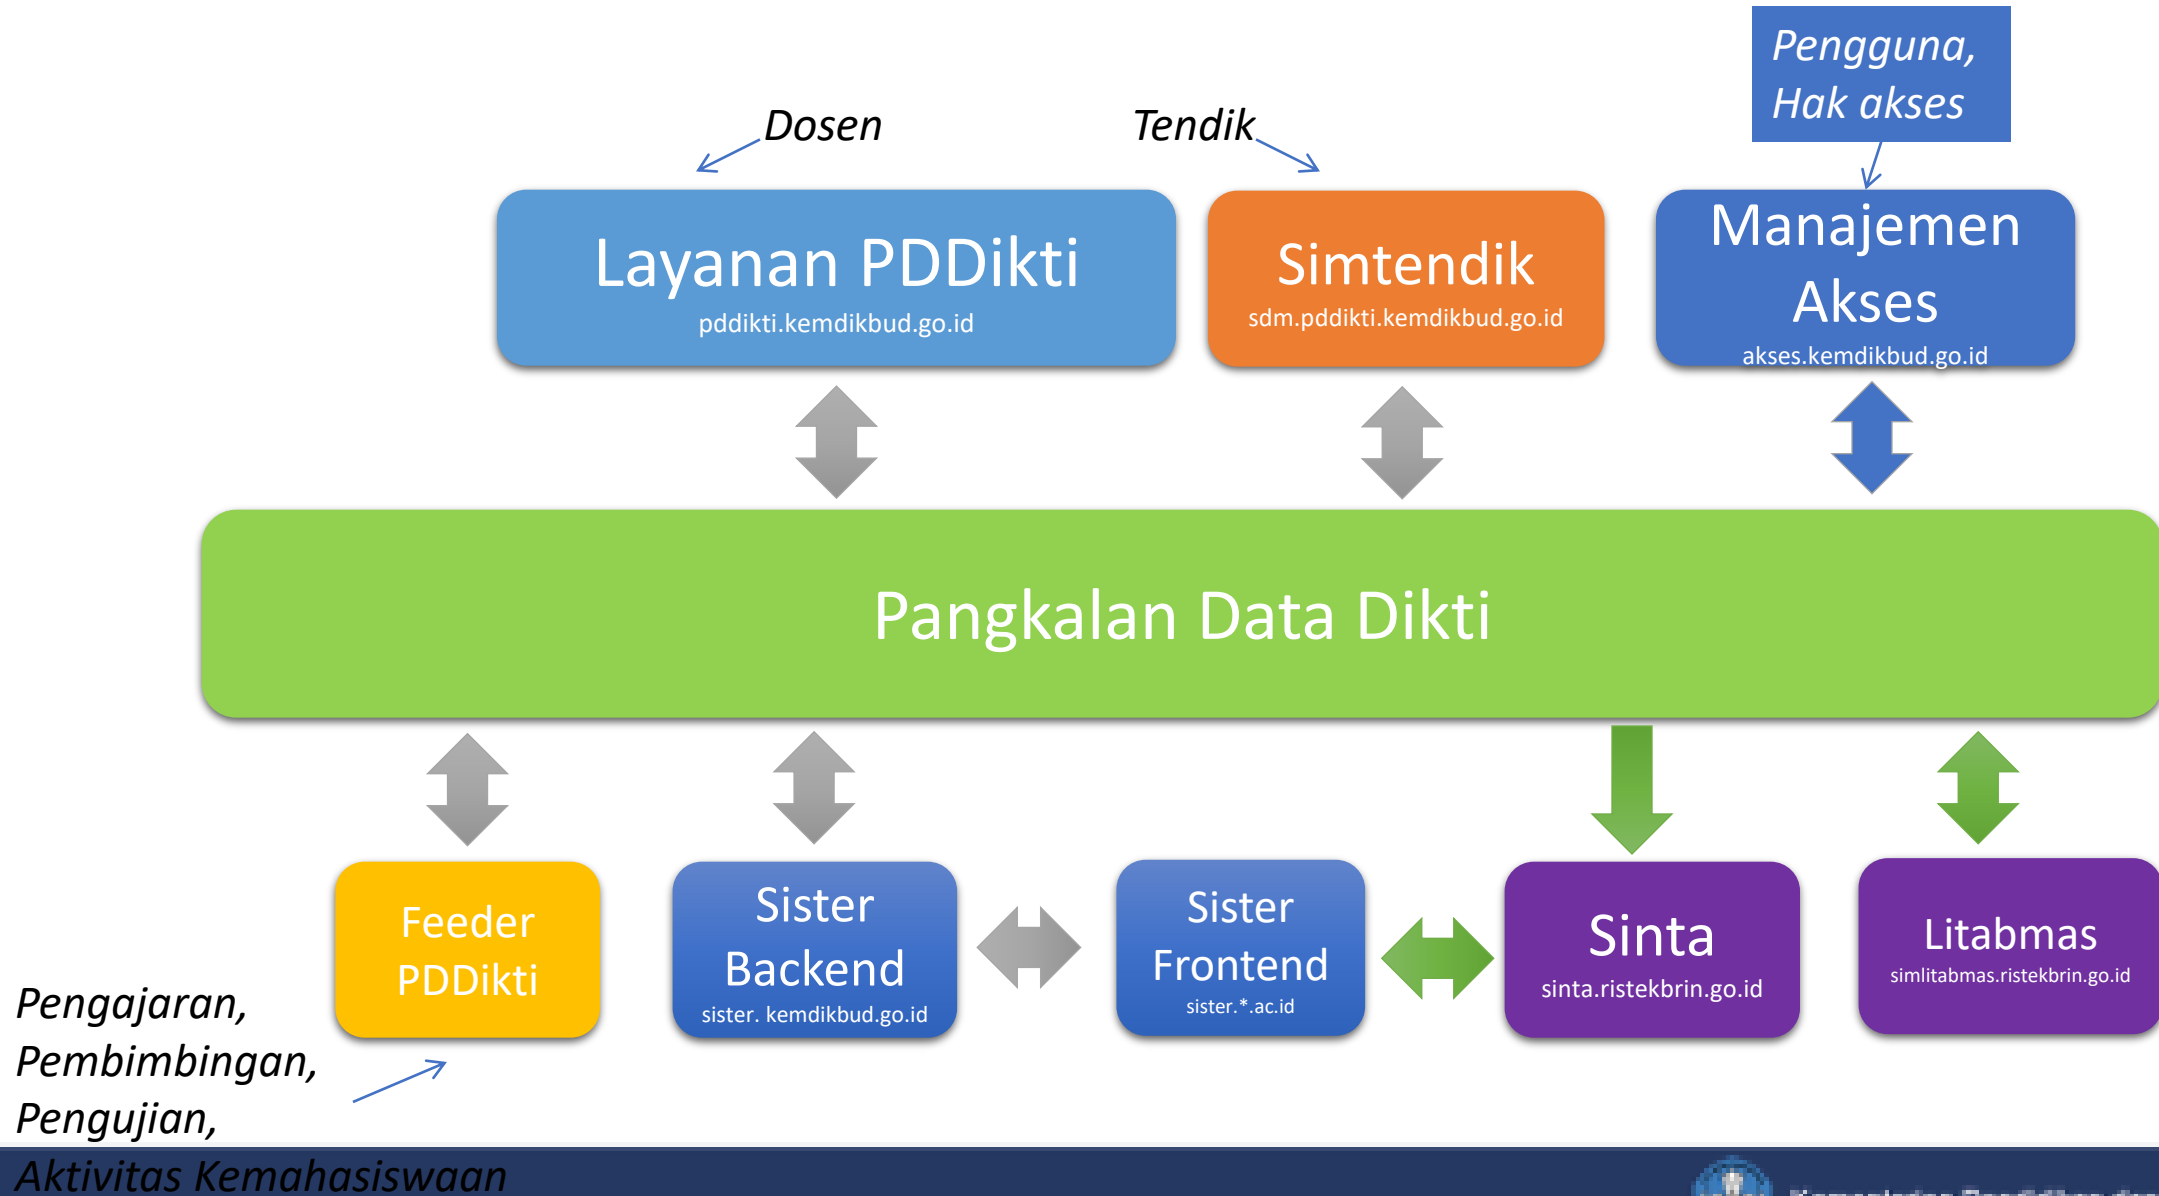 Pengguna,
Hak akses
Dosen
Tendik
Layanan PDDikti
pddikti.kemdikbud.go.id
Simtendik
sdm.pddikti.kemdikbud.go.id
Manajemen
Akses
akses.kemdikbud.go.id
Pangkalan Data Dikti
Feeder
PDDikti
Sister
Backend
sister. kemdikbud.go.id
Sister
Frontend
sister.*.ac.id
Sinta
sinta.ristekbrin.go.id
Litabmas
simlitabmas.ristekbrin.go.id
Pengajaran,
Pembimbingan,
Pengujian,
Aktivitas Kemahasiswaan